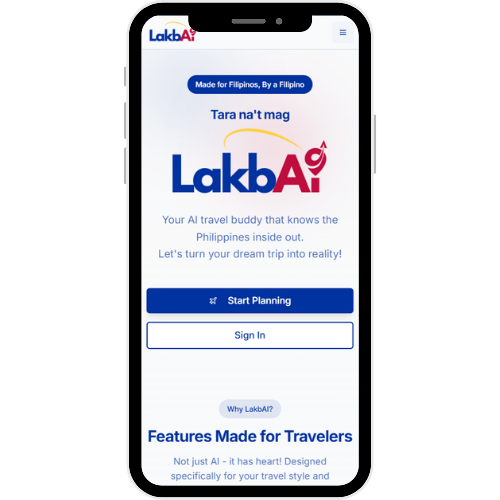 LakbAi
Made for Filipinos, By a Filipino
Tara na't mag
LakbAi
Your AI travel buddy that knows the
Philippines inside out.
Let's turn your dream trip into reality!
Start Planning
Sign In
Why LakbAI?
Features Made for Travelers
Not just AI - it has heart! Designed
specifically for your travel style and